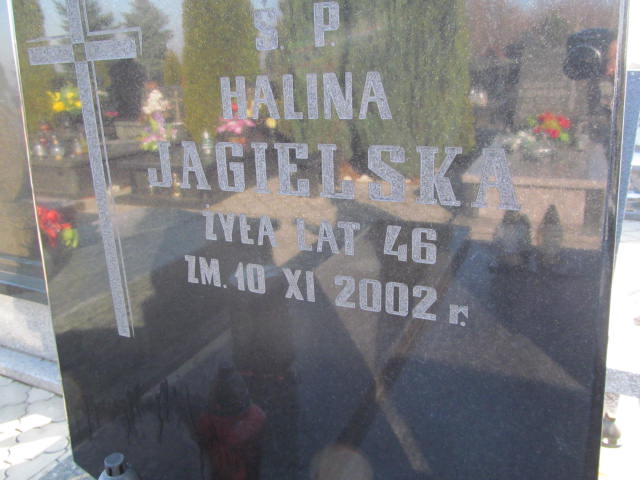 Ś. P.
HALINA
JAGIELSKA
ŻYŁA LAT 46
ZM. 10 XI 2002 r.